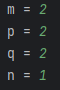 m = 2
p = 2
q = 2
n = 1